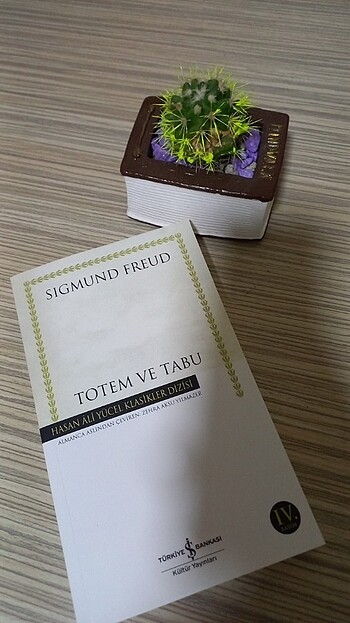 SIGMUND FREUD
TOTEM VE TABU
HASAN ÂLİ YÜCEL KLASİKLER DİZİSİ
ALMANCA ASLINDAN ÇEVİREN: ZEHRA AKSU YILMAZER
IV.
TÜRKİYE İŞ BANKASI
Kültür Yayınları